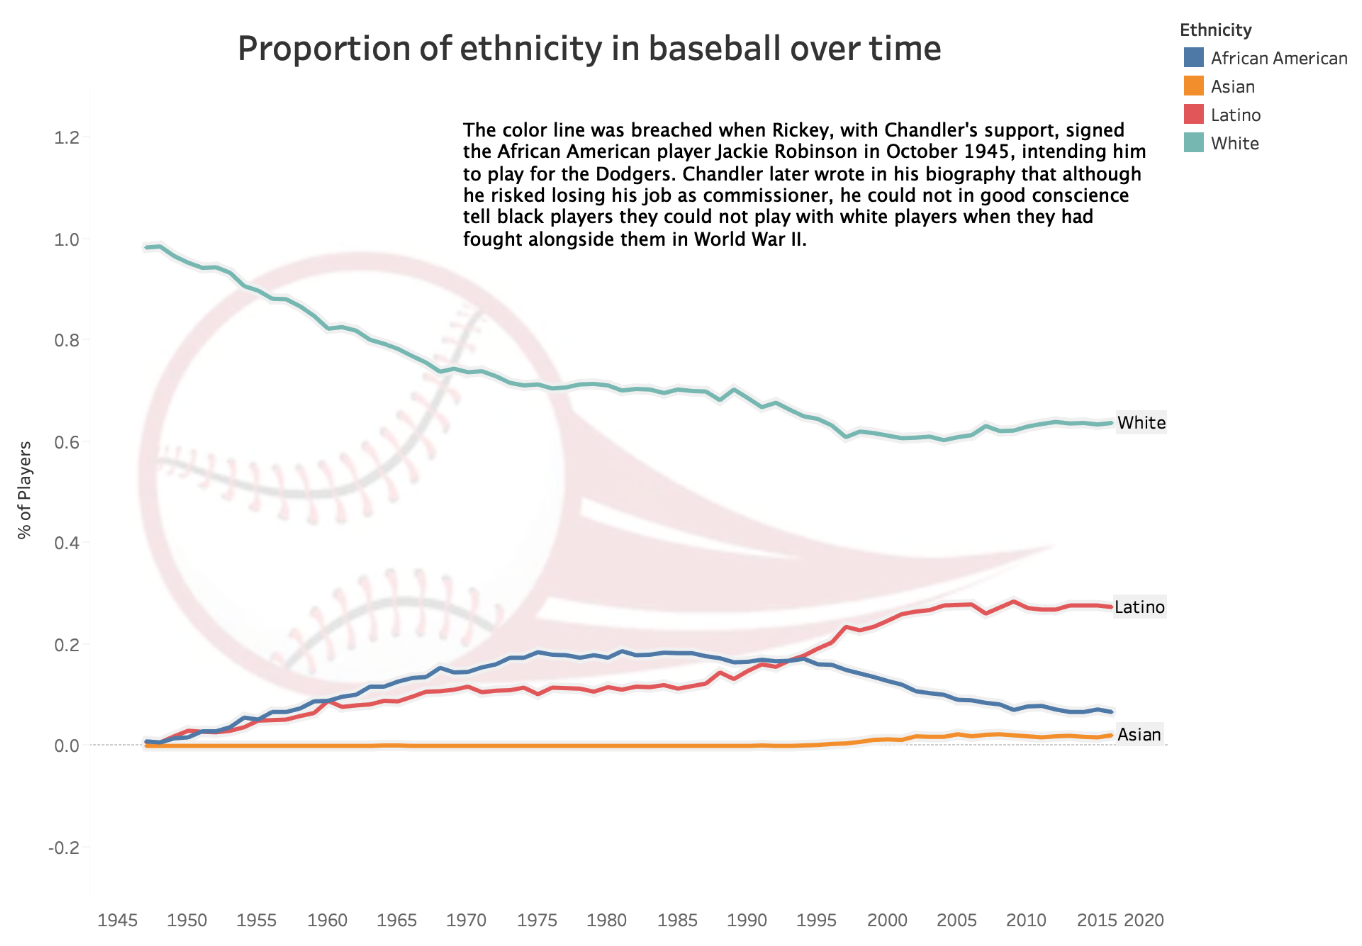 Proportion of ethnicity in baseball over time
Ethnicity
African American
Asian
Latino
White
The color line was breached when Rickey, with Chandler's support, signed
the African American player Jackie Robinson in October 1945, intending him
to play for the Dodgers. Chandler later wrote in his biography that although
he risked losing his job as commissioner, he could not in good conscience
tell black players they could not play with white players when they had
fought alongside them in World War II.
% of Players
1.2
1.0
0.8
0.6
0.4
0.2
0.0
-0.2
White
Latino
Asian
1945 1950 1955 1960 1965 1970 1975 1980 1985 1990 1995 2000 2005 2010 2015 2020